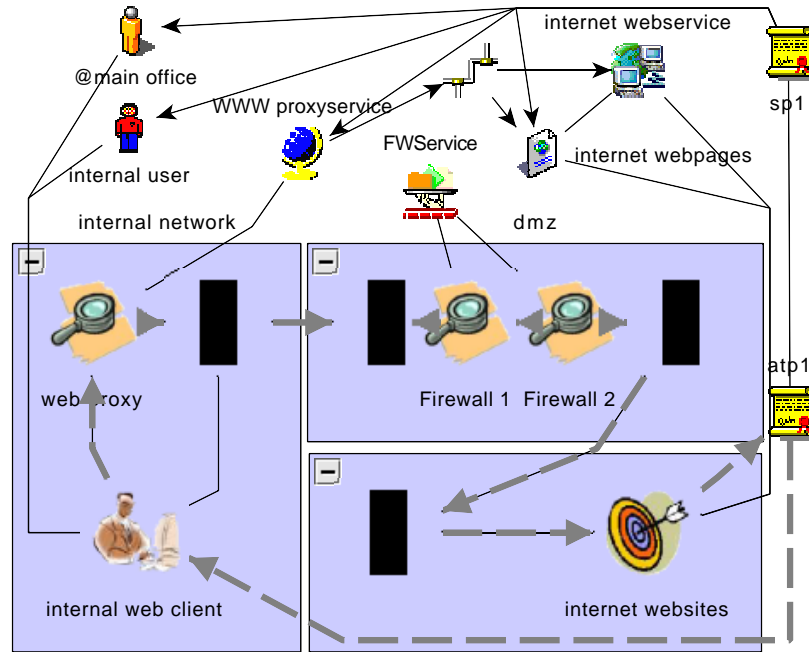 internet webservice
@main office
sp1
WWW proxyservice
FWService
internet webpages
internal user
internal network
dmz
atp1
web proxy
Firewall 1
Firewall 2
internal web client
internet websites